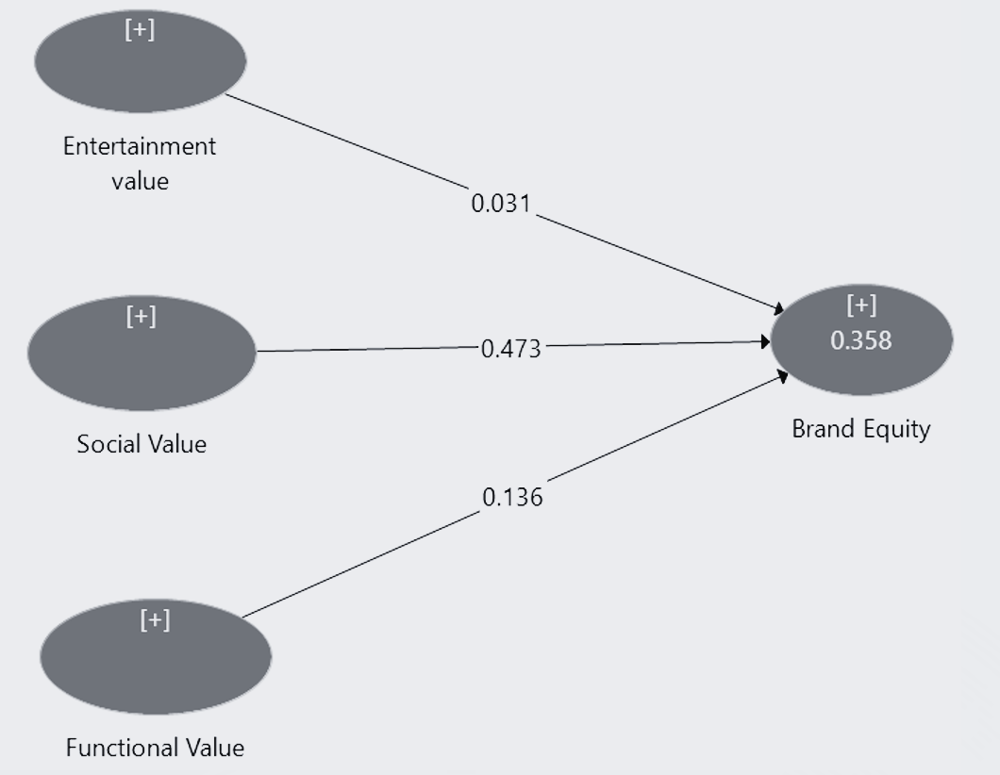 [+]
Entertainment
value
0.031
[+]
Social Value
0.473
[+]
0.358
Brand Equity
0.136
[+]
Functional Value